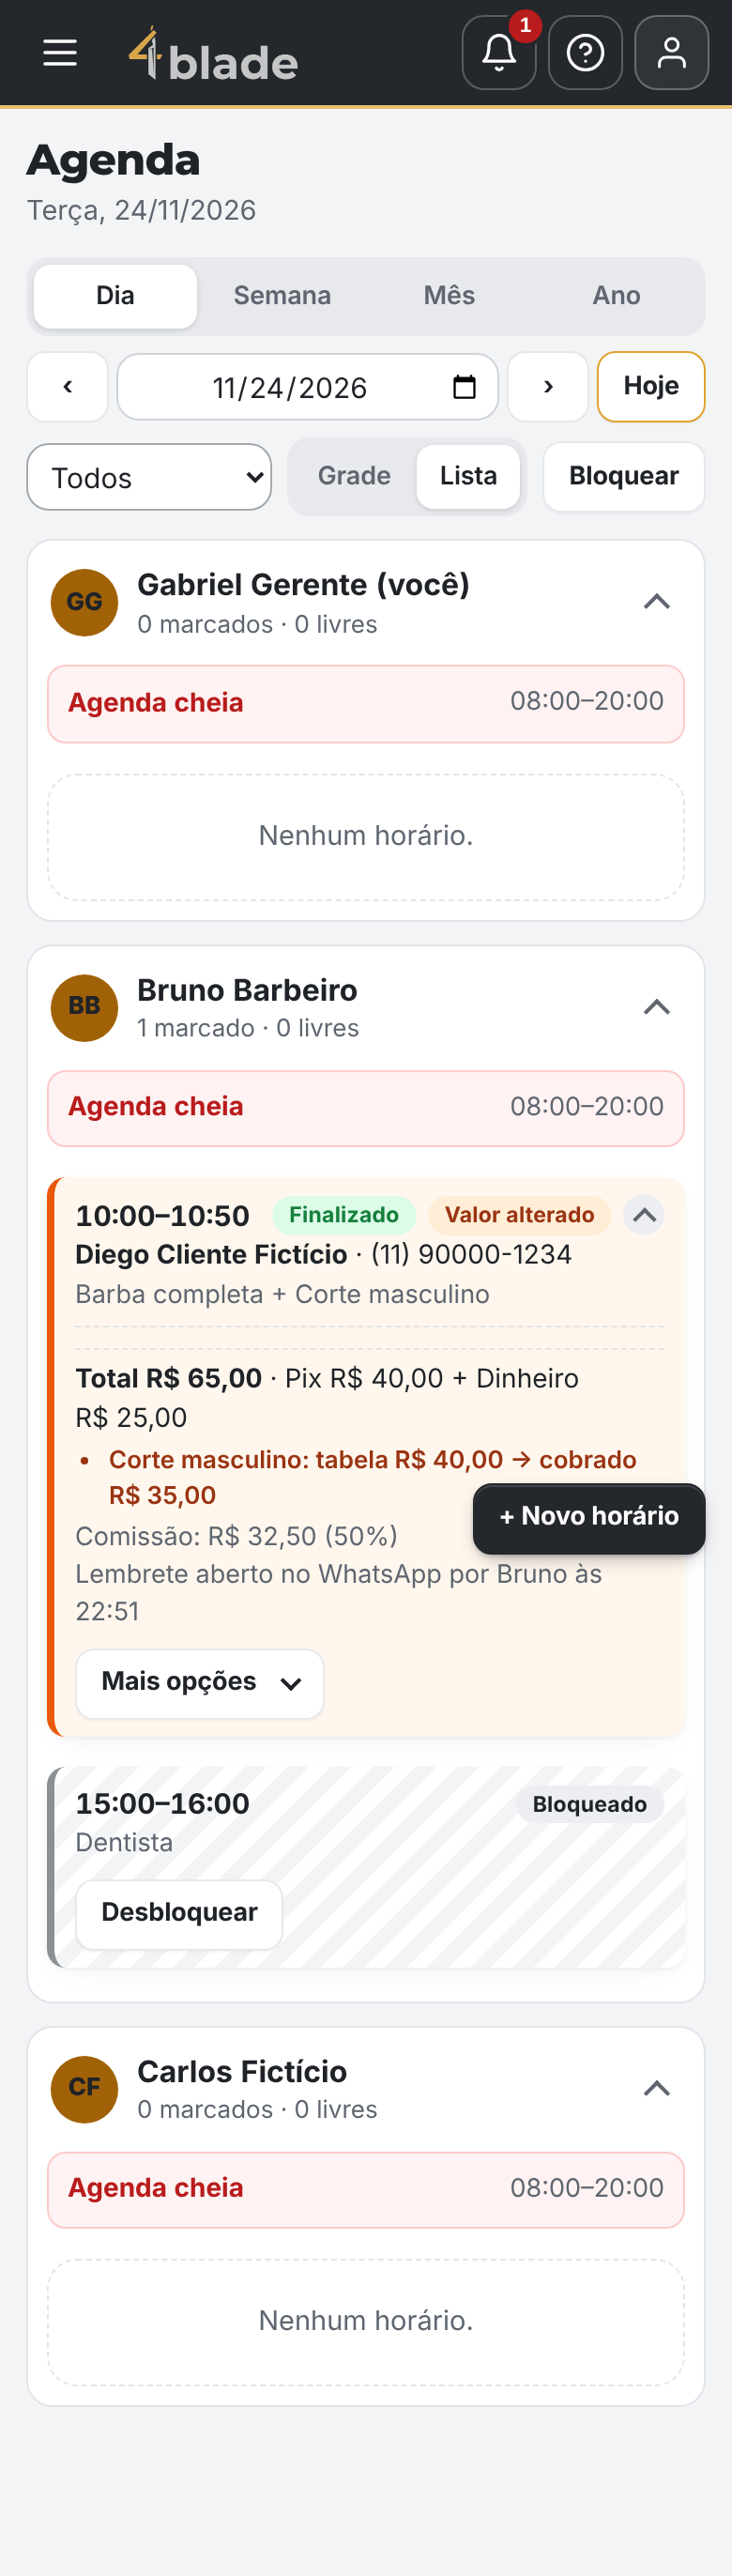 4blade
1
Agenda
Terça, 24/11/2026
Dia Semana Mês Ano
‹ 11/24/2026 › Hoje
Todos Grade Lista Bloquear
GG Gabriel Gerente (você)
0 marcados · 0 livres
Agenda cheia 08:00–20:00
Nenhum horário.
BB Bruno Barbeiro
1 marcado · 0 livres
Agenda cheia 08:00–20:00
10:00–10:50 Finalizado Valor alterado
Diego Cliente Fictício · (11) 90000-1234
Barba completa + Corte masculino
Total R$ 65,00 · Pix R$ 40,00 + Dinheiro
R$ 25,00
• Corte masculino: tabela R$ 40,00 → cobrado
R$ 35,00
+ Novo horário
Comissão: R$ 32,50 (50%)
Lembrete aberto no WhatsApp por Bruno às
22:51
Mais opções
15:00–16:00 Bloqueado
Dentista
Desbloquear
CF Carlos Fictício
0 marcados · 0 livres
Agenda cheia 08:00–20:00
Nenhum horário.